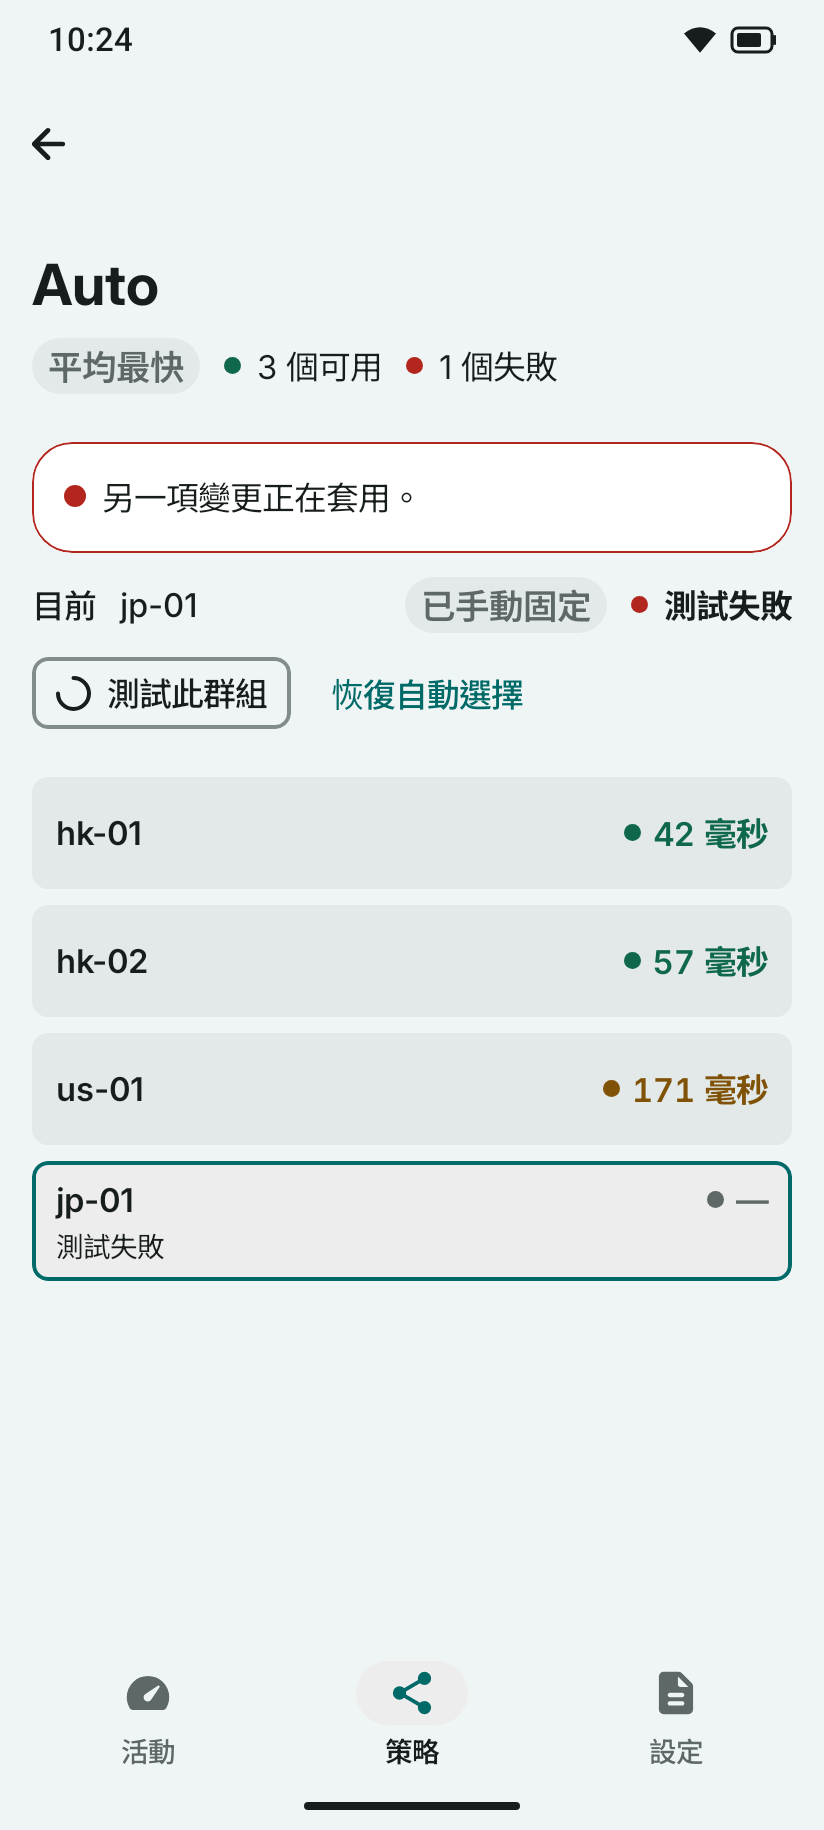 10:24
Auto
平均最快 3 個可用 1 個失敗
另一項變更正在套用。
目前 jp-01 已手動固定 測試失敗
測試此群組 恢復自動選擇
hk-01 42 毫秒
hk-02 57 毫秒
us-01 171 毫秒
jp-01 —
測試失敗
活動 策略 設定